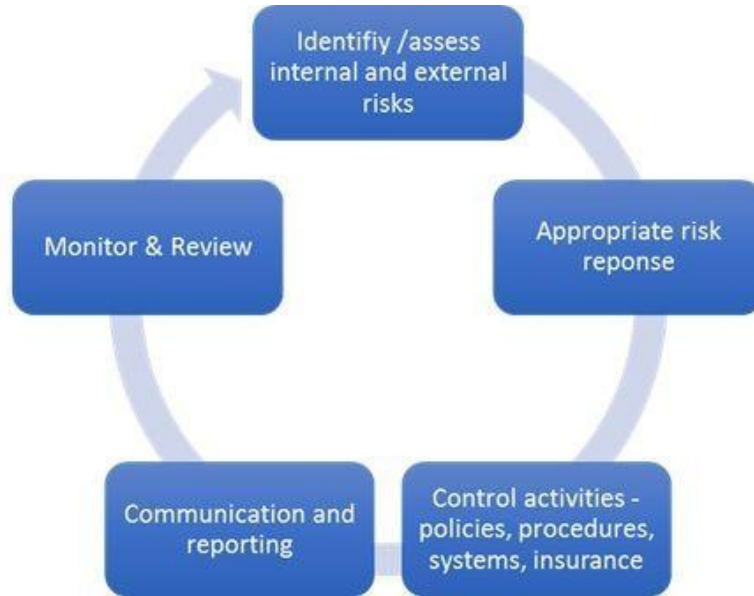 Identifiy /assess
internal and external
risks
Appropriate risk
reponse
Control activities -
policies, procedures,
systems, insurance
Communication and
reporting
Monitor & Review